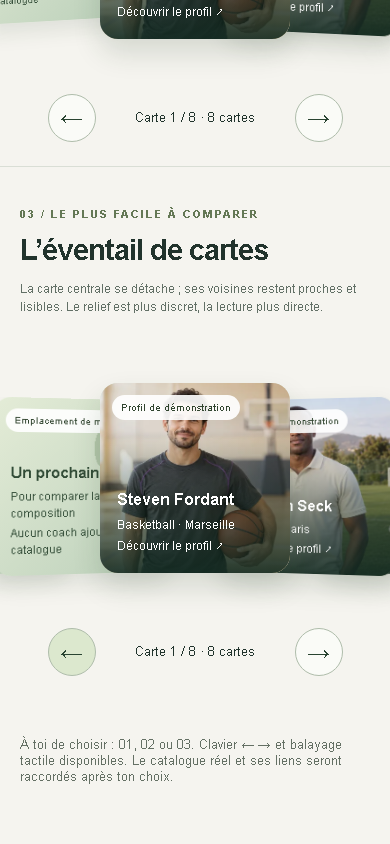 atalogue
Découvrir le profil ↗
e profil ↗
← Carte 1 / 8 · 8 cartes →
03 / LE PLUS FACILE À COMPARER
L’éventail de cartes
La carte centrale se détache ; ses voisines restent proches et
lisibles. Le relief est plus discret, la lecture plus directe.
Emplacement de m
Un prochain
Pour comparer la
composition
Aucun coach ajou
catalogue
Profil de démonstration
Steven Fordant
Basketball · Marseille
Découvrir le profil ↗
monstration
n Seck
aris
e profil ↗
← Carte 1 / 8 · 8 cartes →
À toi de choisir : 01, 02 ou 03. Clavier ← → et balayage
tactile disponibles. Le catalogue réel et ses liens seront
raccordés après ton choix.